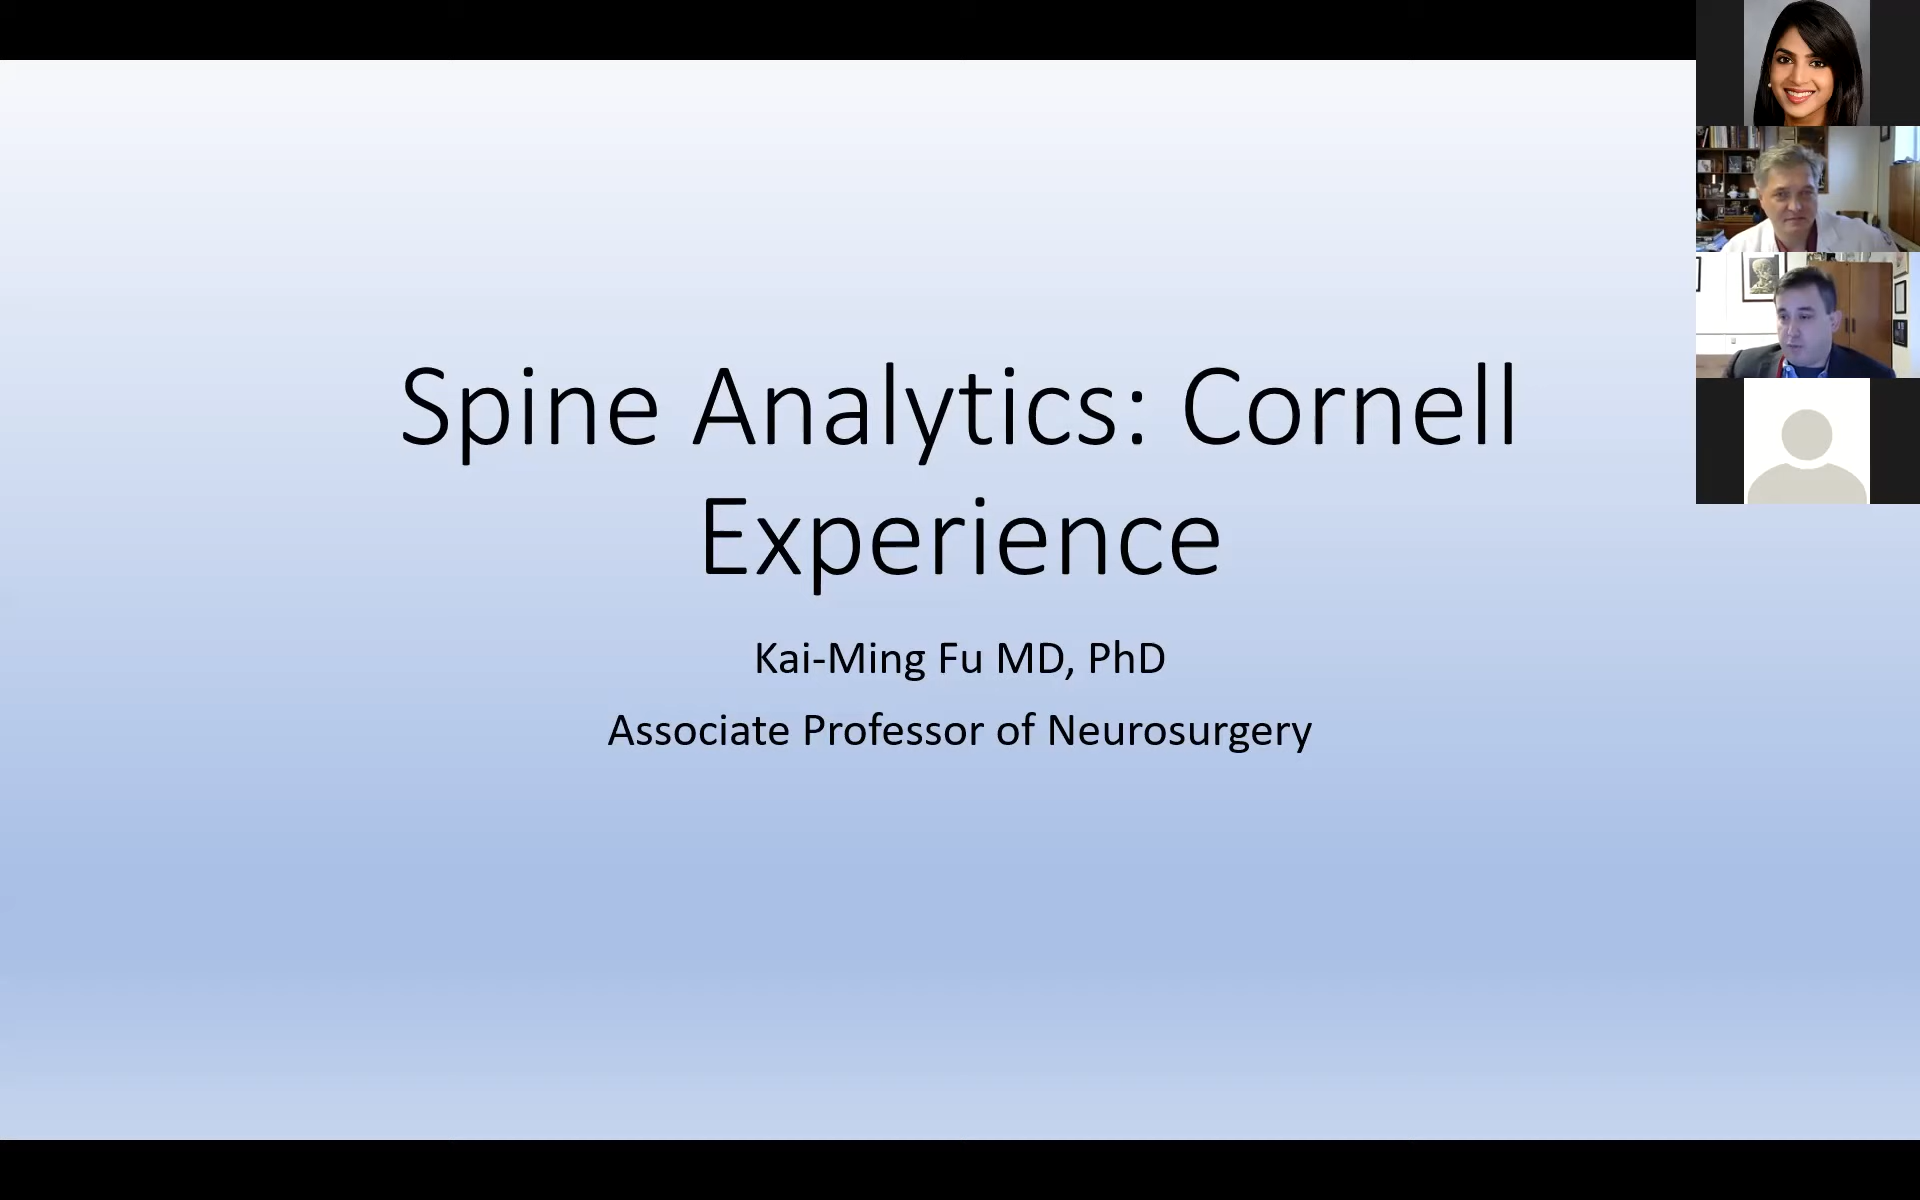 Spine Analytics: Cornell
Experience
Kai-Ming Fu MD, PhD
Associate Professor of Neurosurgery